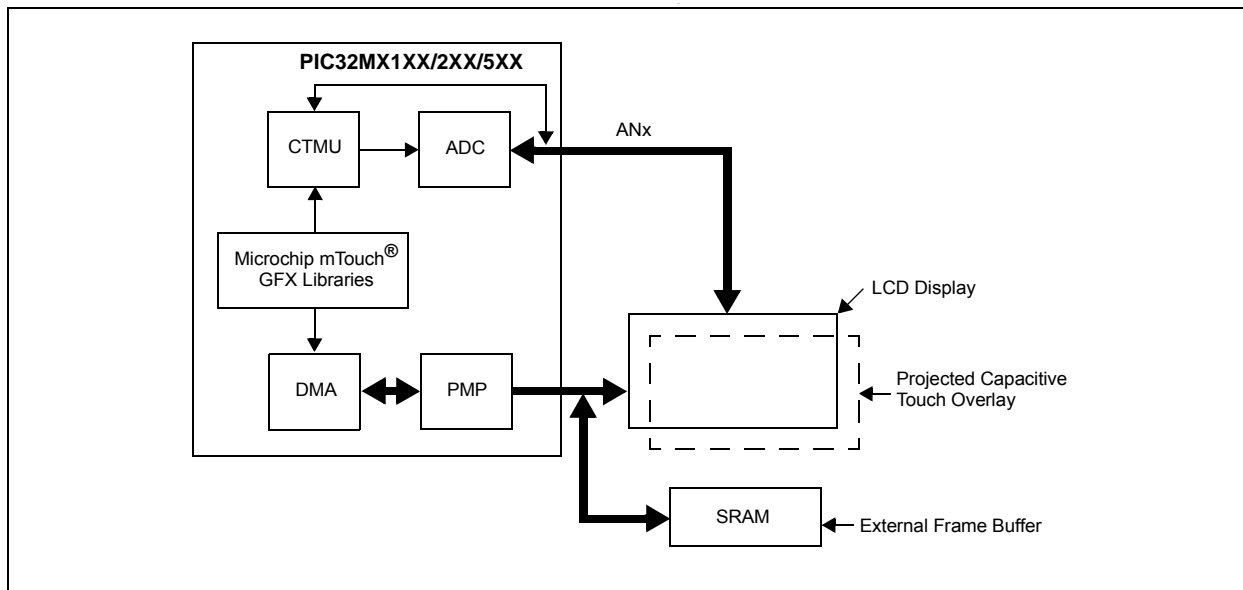 PIC32MX1XX/2XX/5XX
CTMU
ADC
ANx
Microchip mTouch®
GFX Libraries
LCD Display
DMA
PMP
Projected Capacitive
Touch Overlay
SRAM
External Frame Buffer